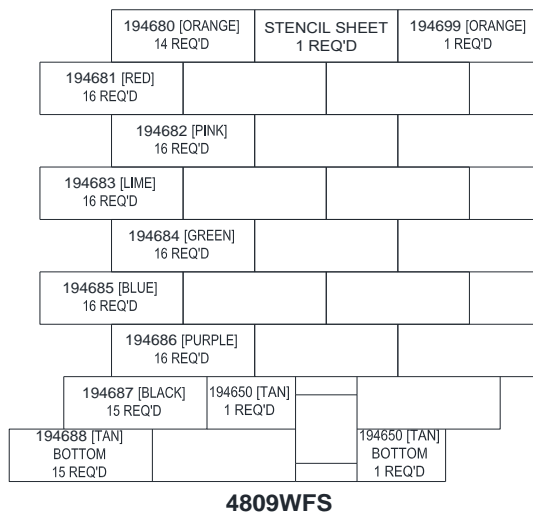 194680 [ORANGE]
14 REQ'D
STENCIL SHEET
1 REQ'D
194699 [ORANGE]
1 REQ'D
194681 [RED]
16 REQ'D
194682 [PINK]
16 REQ'D
194683 [LIME]
16 REQ'D
194684 [GREEN]
16 REQ'D
194685 [BLUE]
16 REQ'D
194686 [PURPLE]
16 REQ'D
194687 [BLACK]
15 REQ'D
194650 [TAN]
1 REQ'D
194688 [TAN]
BOTTOM
15 REQ'D
194650 [TAN]
BOTTOM
1 REQ'D
4809WFS